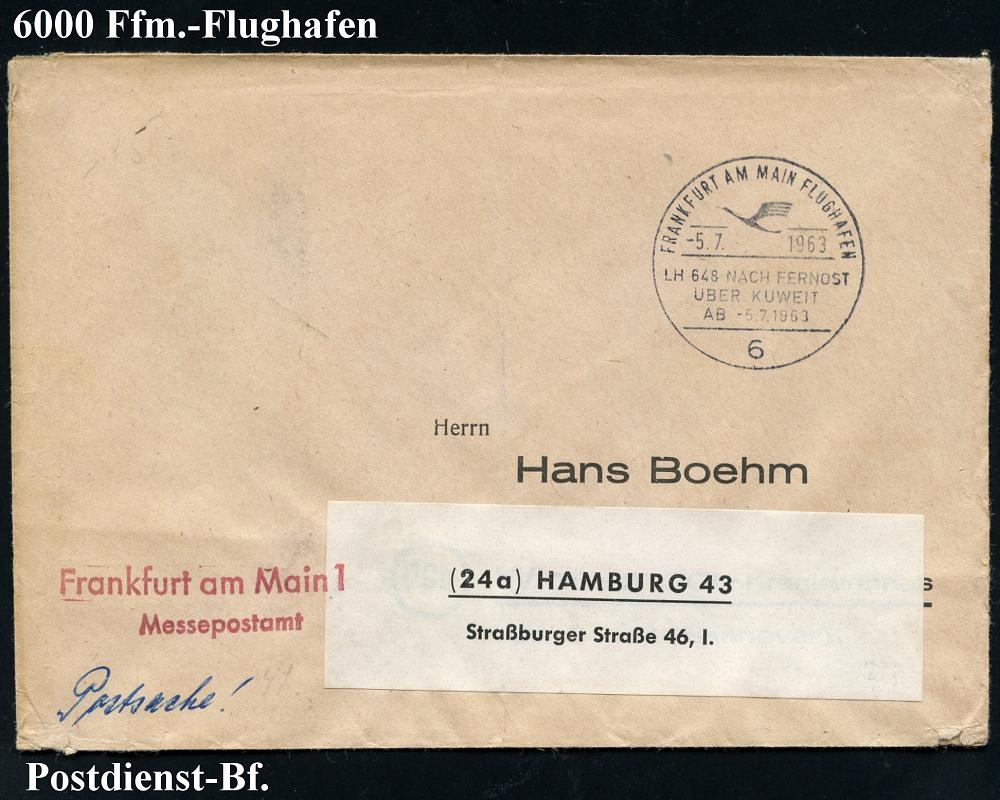 6000 Ffm.-Flughafen
FRANKFURT AM MAIN FLUGHAFEN
-5.7. 1963
LH 648 NACH FERNOST
ÜBER KUWEIT
AB -5.7.1963
6
Herrn
Hans Boehm
(24a) HAMBURG 43
s
Straßburger Straße 46, I.
Frankfurt am Main 1
Messepostamt
Postsache!
Postdienst-Bf.